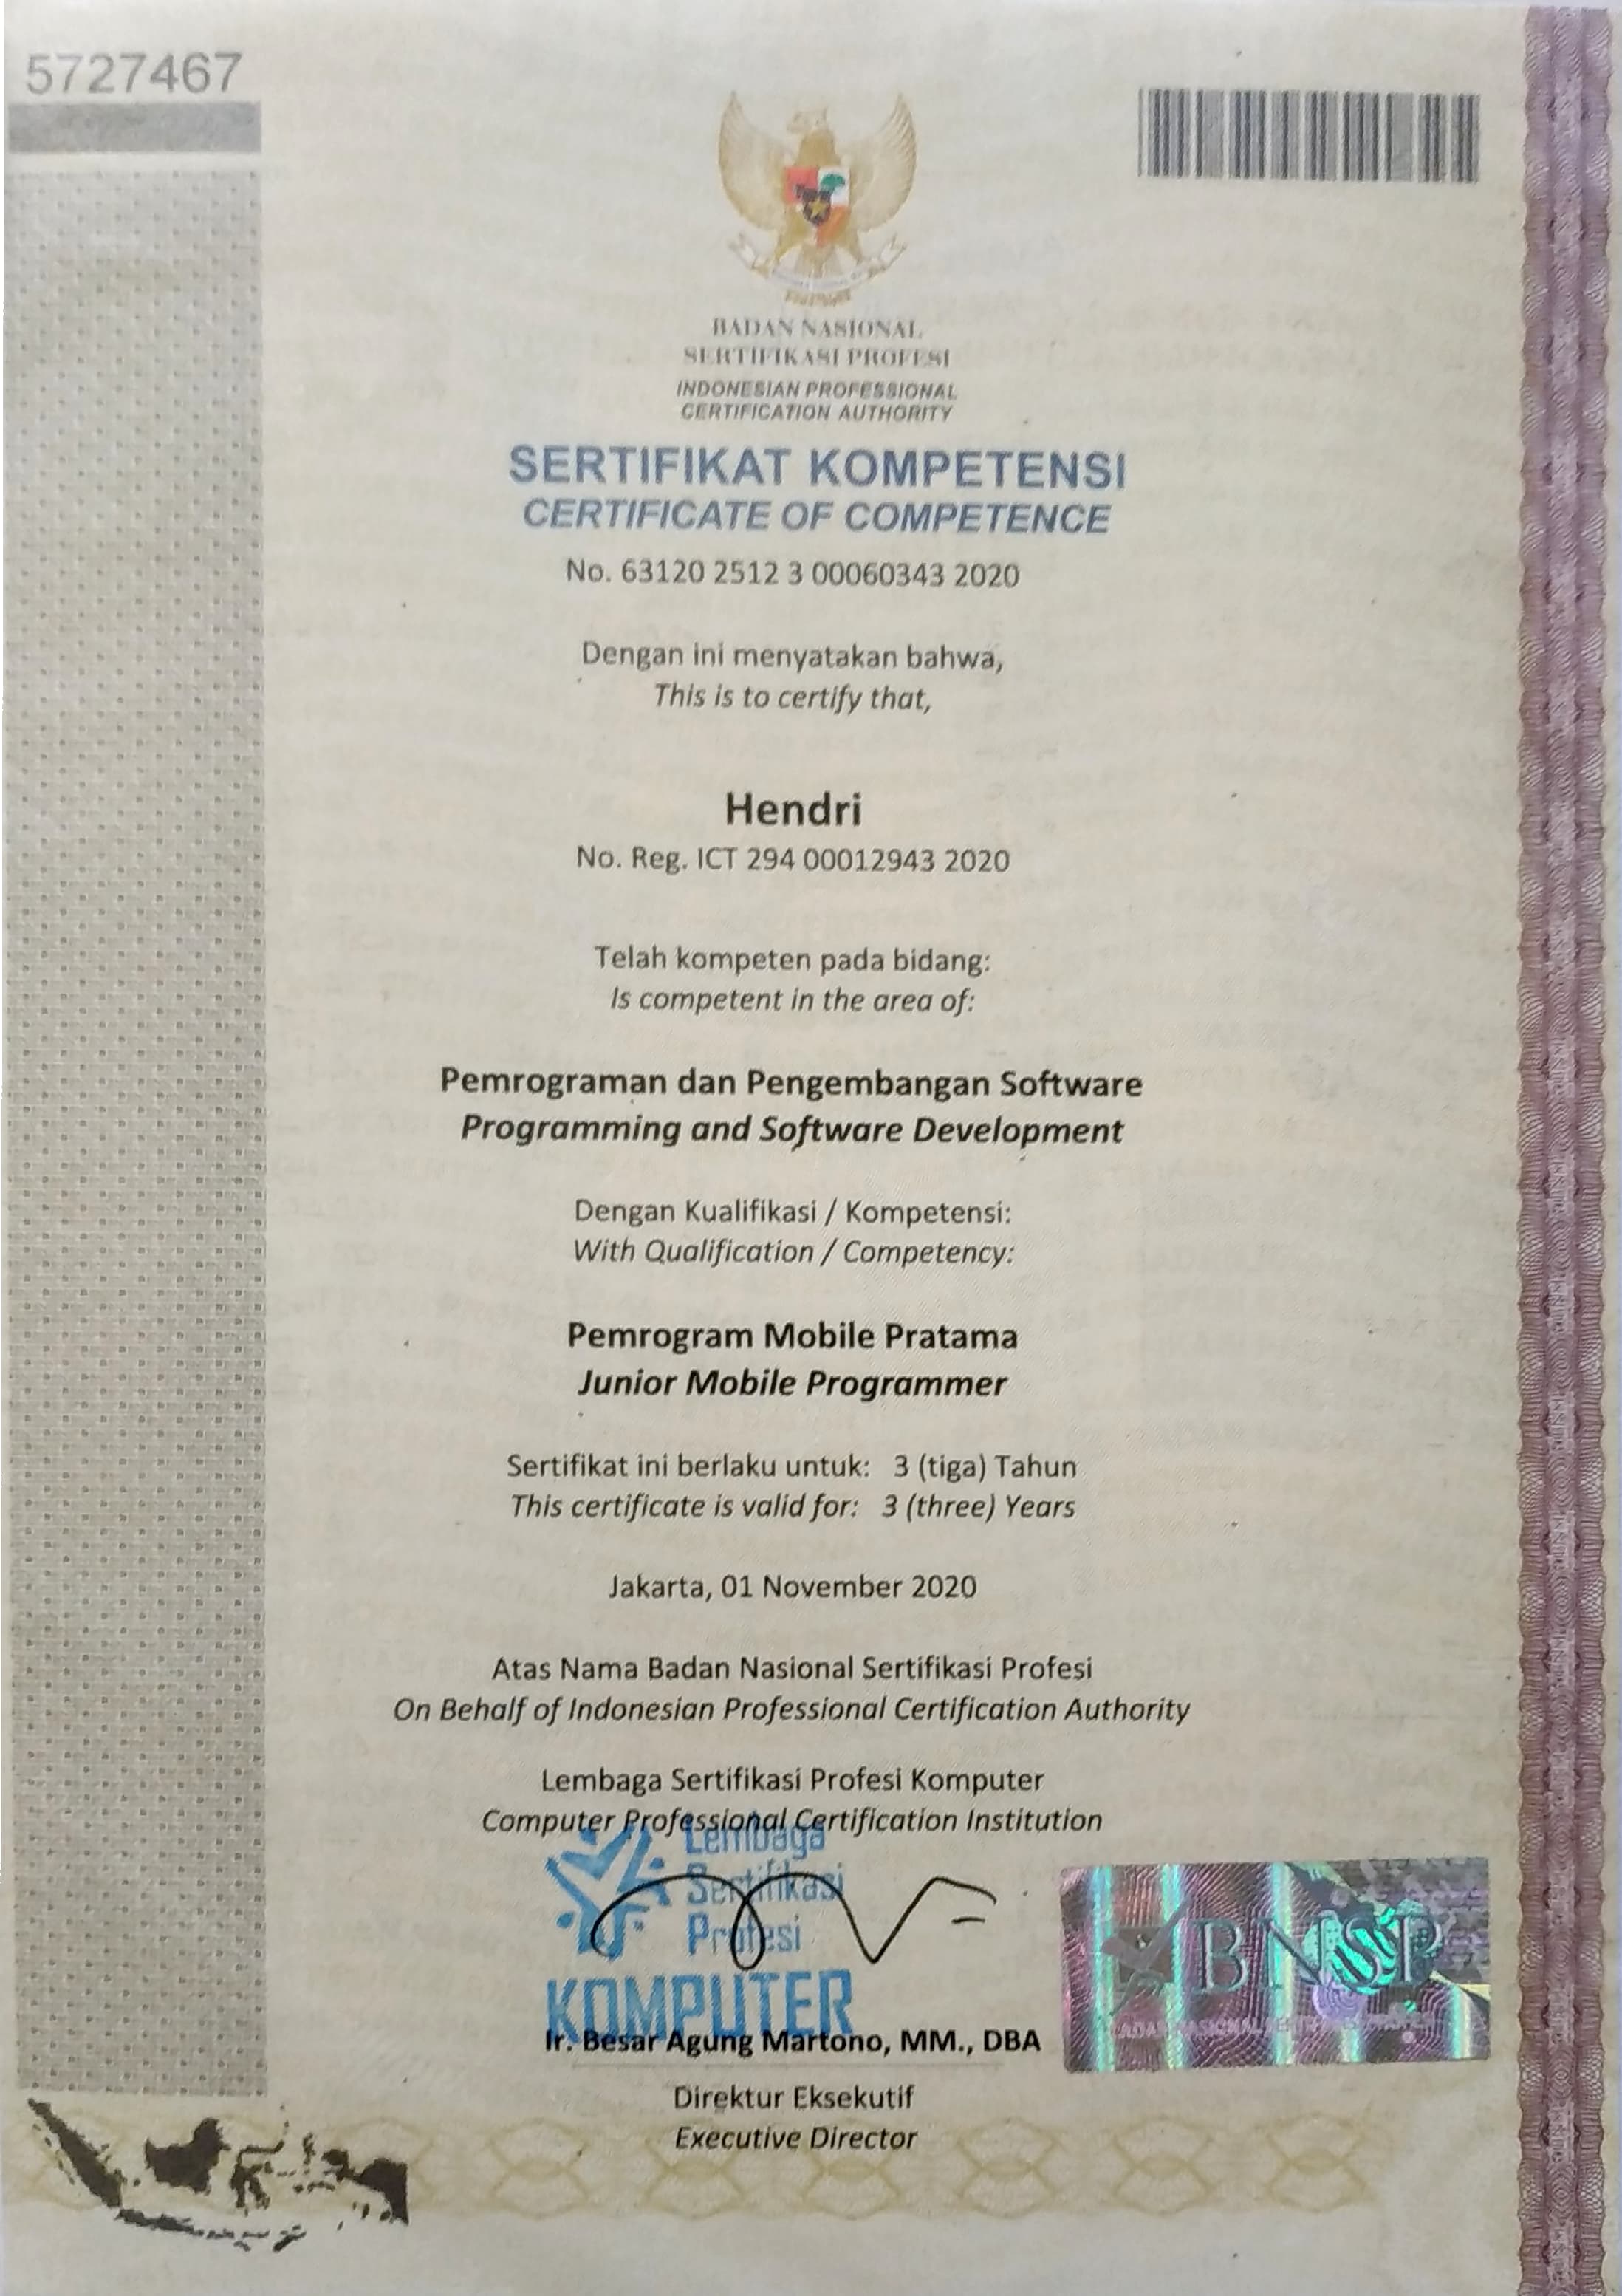 5727467
BADAN NASIONAL
SERTIFIKASI PROFESI
INDONESIAN PROFESSIONAL
CERTIFICATION AUTHORITY
SERTIFIKAT KOMPETENSI
CERTIFICATE OF COMPETENCE
No. 63120 2512 3 00060343 2020
Dengan ini menyatakan bahwa,
This is to certify that,
Hendri
No. Reg. ICT 294 00012943 2020
Telah kompeten pada bidang:
Is competent in the area of:
Pemrograman dan Pengembangan Software
Programming and Software Development
Dengan Kualifikasi / Kompetensi:
With Qualification / Competency:
Pemrogram Mobile Pratama
Junior Mobile Programmer
Sertifikat ini berlaku untuk: 3 (tiga) Tahun
This certificate is valid for: 3 (three) Years
Jakarta, 01 November 2020
Atas Nama Badan Nasional Sertifikasi Profesi
On Behalf of Indonesian Professional Certification Authority
Lembaga Sertifikasi Profesi Komputer
Computer Professional Certification Institution
Lembaga
Sertifikasi
Profesi
KOMPUTER
BNSP
Ir. Besar Agung Martono, MM., DBA
Direktur Eksekutif
Executive Director